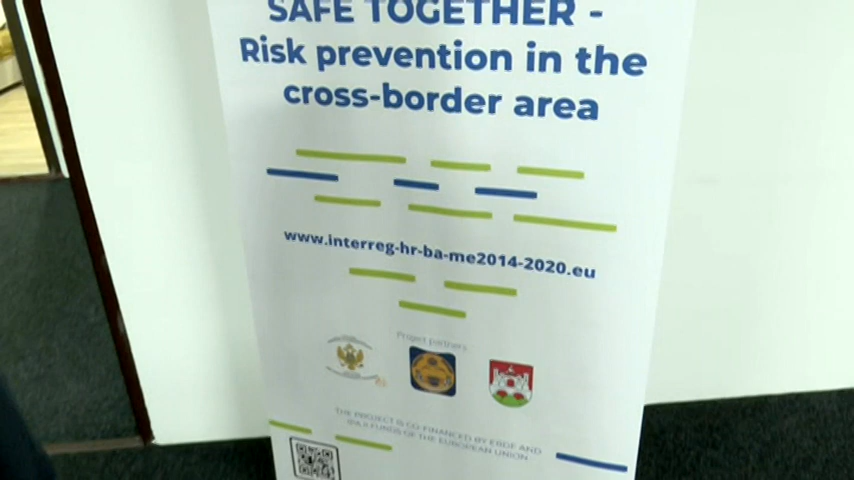 SAFE TOGETHER -
Risk prevention in the
cross-border area
www.interreg-hr-ba-me2014-2020.eu
Project partners
THE PROJECT IS CO-FINANCED BY ERDF AND
IPA II FUNDS OF THE EUROPEAN UNION